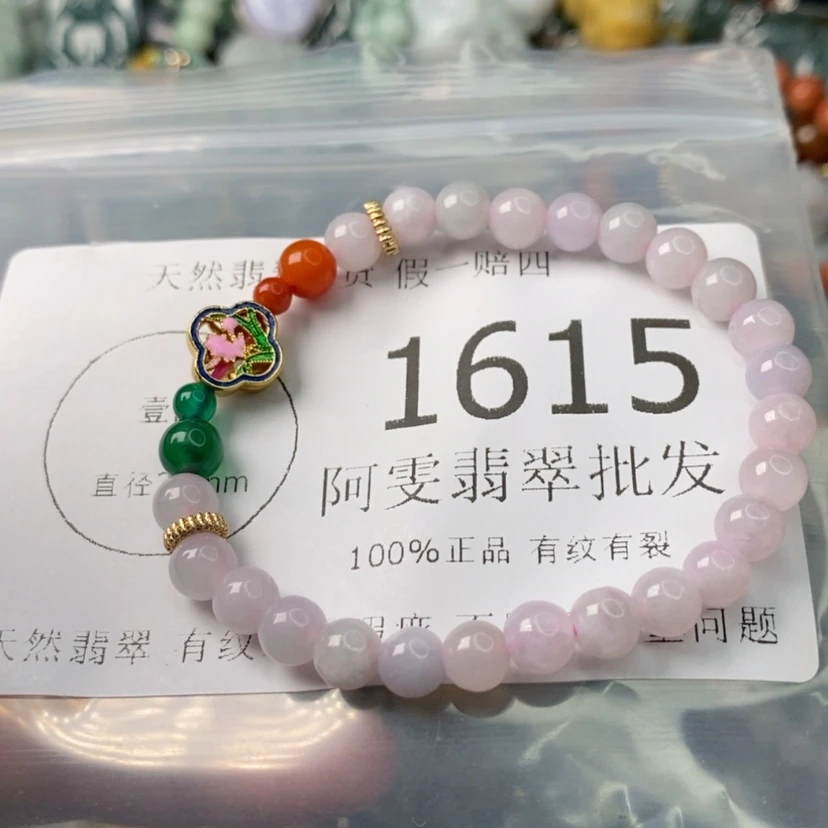 天然翡 货 假一赔四
1615
壹
阿雯翡翠批发
直径 mm
100%正品 有纹有裂
天然翡翠 有纹 问题